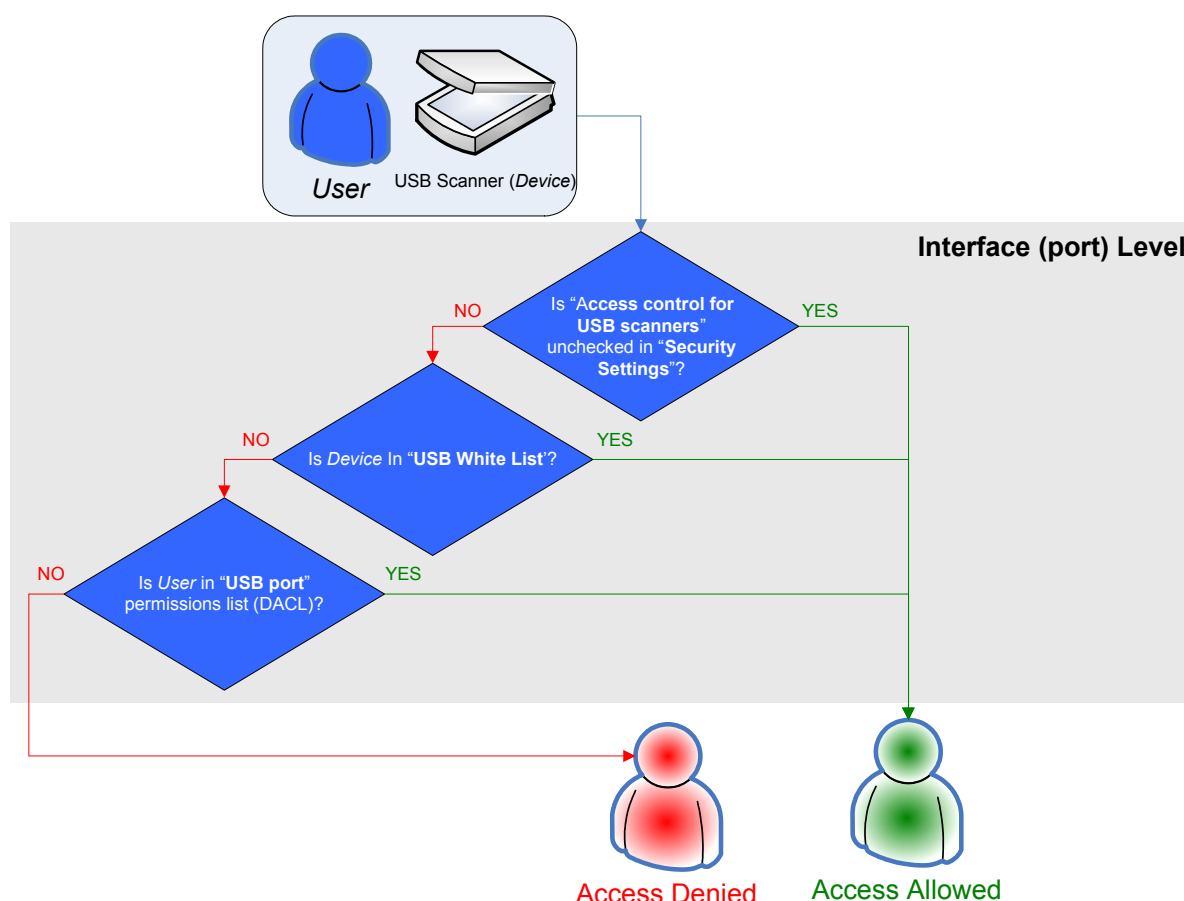 User
USB Scanner (Device)
Interface (port) Level
Is “Access control for
USB scanners”
unchecked in “Security
Settings”?
NO
YES
Is Device In “USB White List’?
NO
YES
Is User in “USB port”
permissions list (DACL)?
NO
YES
Access Denied
Access Allowed